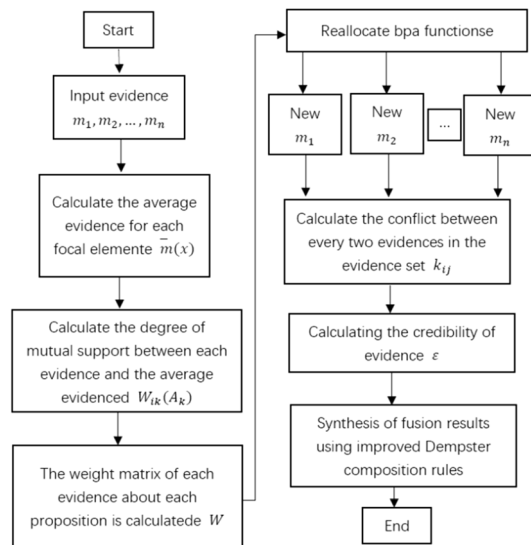 Start
Input evidence
m₁, m₂, ..., mₙ
Calculate the average
evidence for each
focal elemente m̄(x)
Calculate the degree of
mutual support between each
evidence and the average
evidenced Wᵢₖ(Aₖ)
The weight matrix of each
evidence about each
proposition is calculatede W
Reallocate bpa functionse
New
m₁
New
m₂
...
New
mₙ
Calculate the conflict between
every two evidences in the
evidence set kᵢⱼ
Calculating the credibility of
evidence ε
Synthesis of fusion results
using improved Dempster
composition rules
End